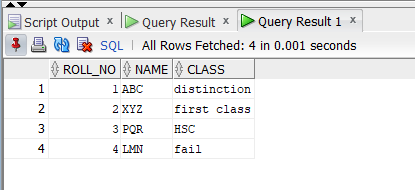 Script Output x Query Result x Query Result 1 x
SQL | All Rows Fetched: 4 in 0.001 seconds
ROLL_NO NAME CLASS
1 1 ABC distinction
2 2 XYZ first class
3 3 PQR HSC
4 4 LMN fail